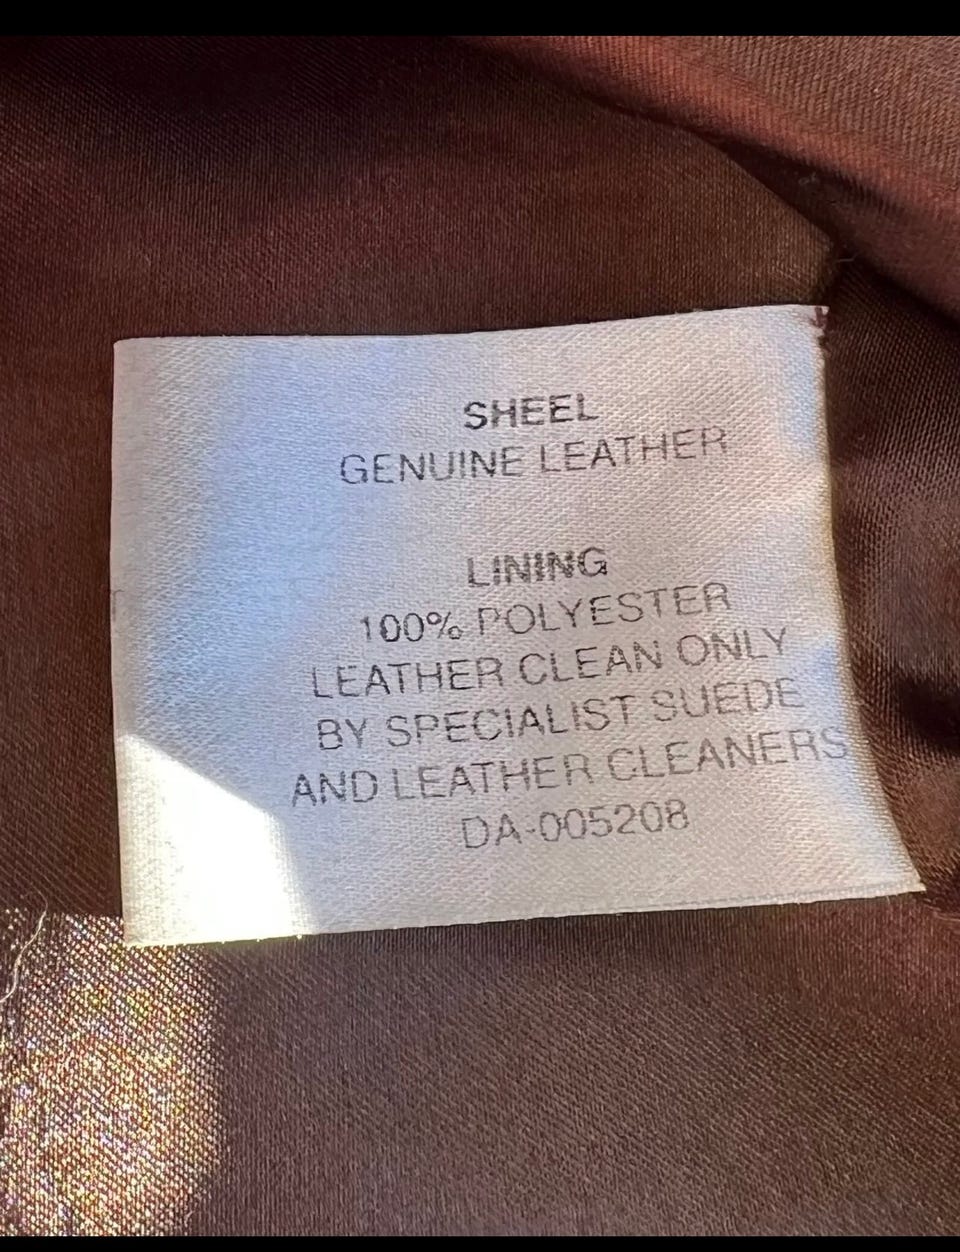 SHEEL
GENUINE LEATHER
LINING
100% POLYESTER
LEATHER CLEAN ONLY
BY SPECIALIST SUEDE
AND LEATHER CLEANERS
DA-005208